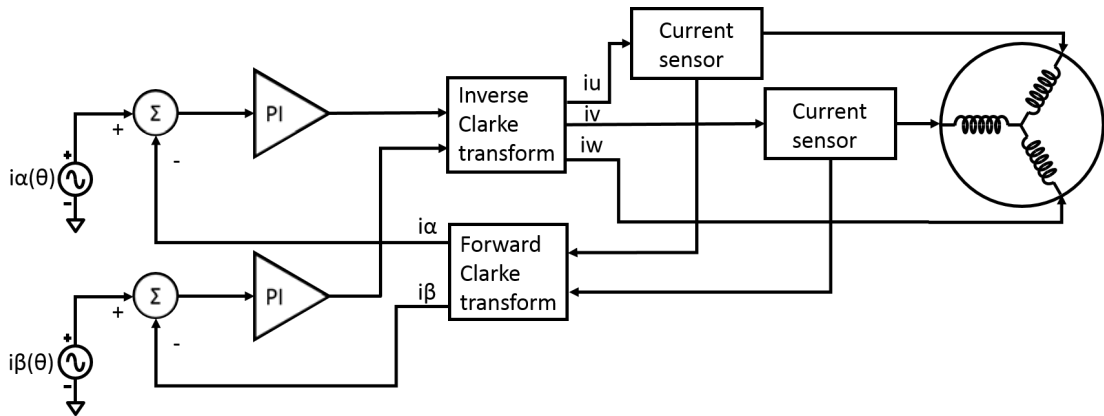 Current
sensor
iu
Inverse
Clarke
transform
iv
iw
Current
sensor
Σ
PI
+
-
+
iα(θ)
-
iα
Forward
Clarke
transform
iβ
Σ
PI
+
-
+
iβ(θ)
-